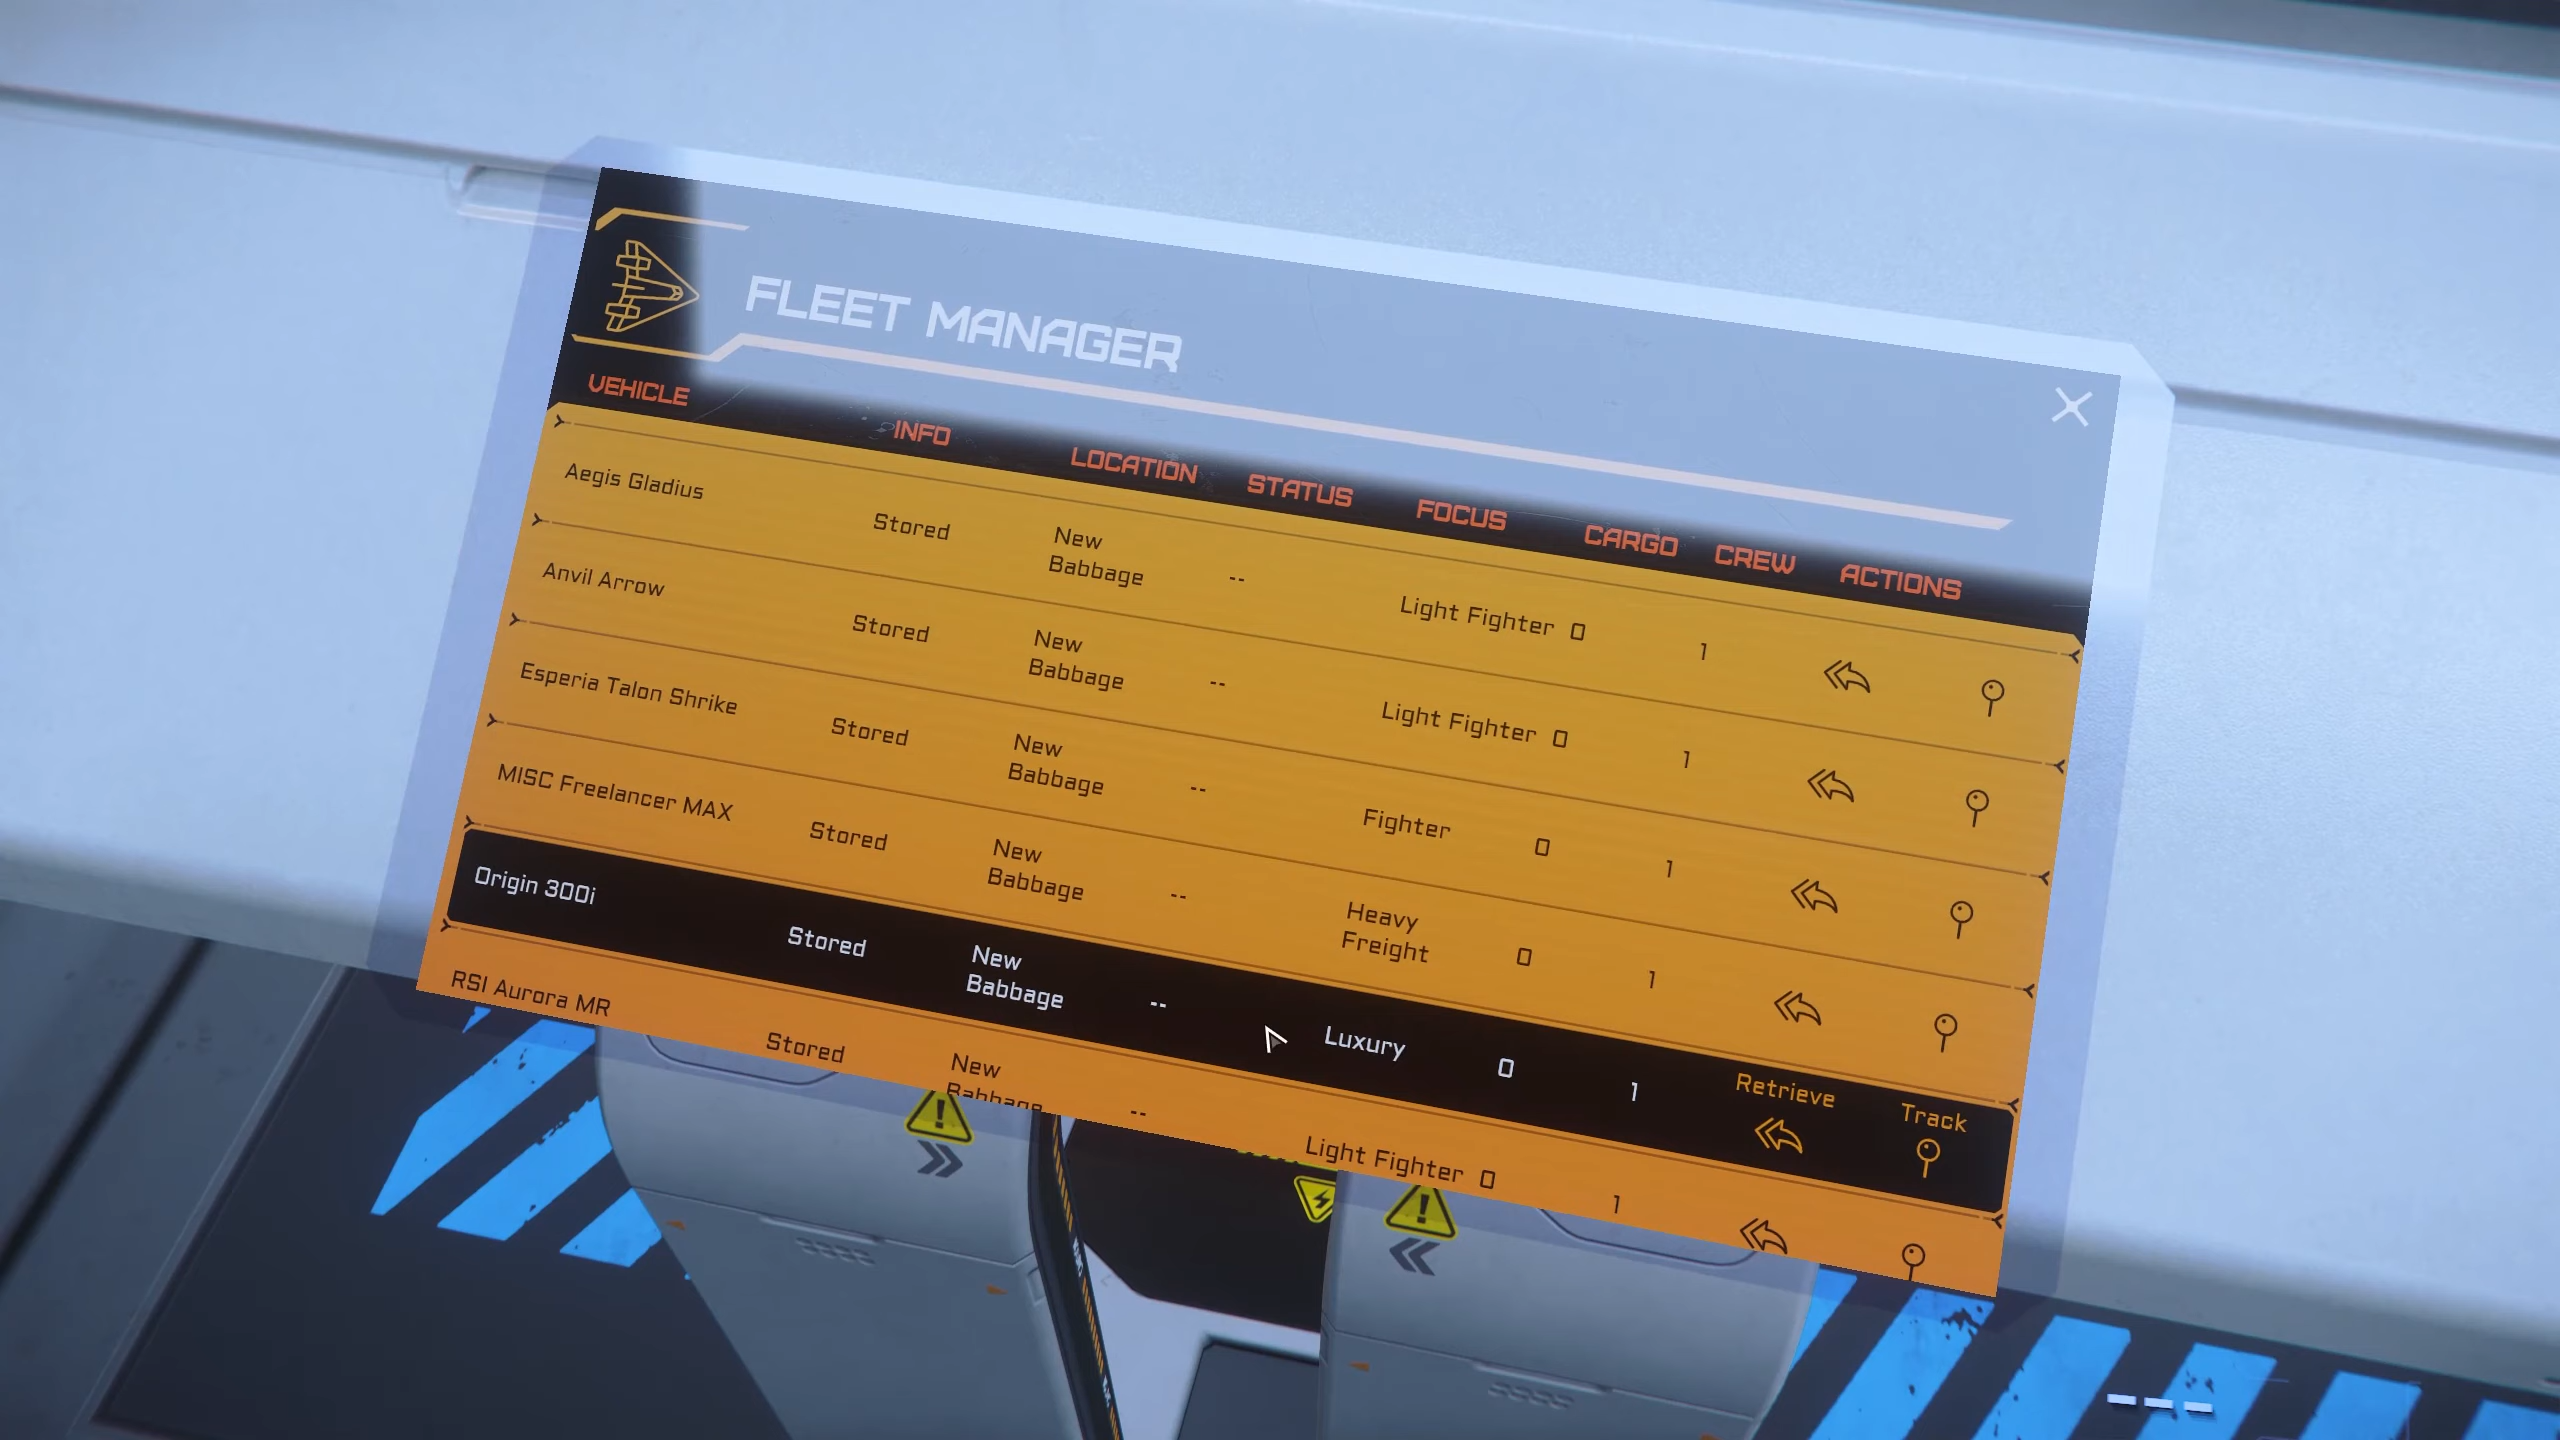 FLEET MANAGER
VEHICLE INFO LOCATION STATUS FOCUS CARGO CREW ACTIONS
Aegis Gladius Stored New Babbage -- Light Fighter 0 1
Anvil Arrow Stored New Babbage -- Light Fighter 0 1
Esperia Talon Shrike Stored New Babbage -- Fighter 0 1
MISC Freelancer MAX Stored New Babbage -- Heavy Freight 0 1
Origin 300i Stored New Babbage -- Luxury 0 1 Retrieve Track
RSI Aurora MR Stored New Babbage -- Light Fighter 0 1